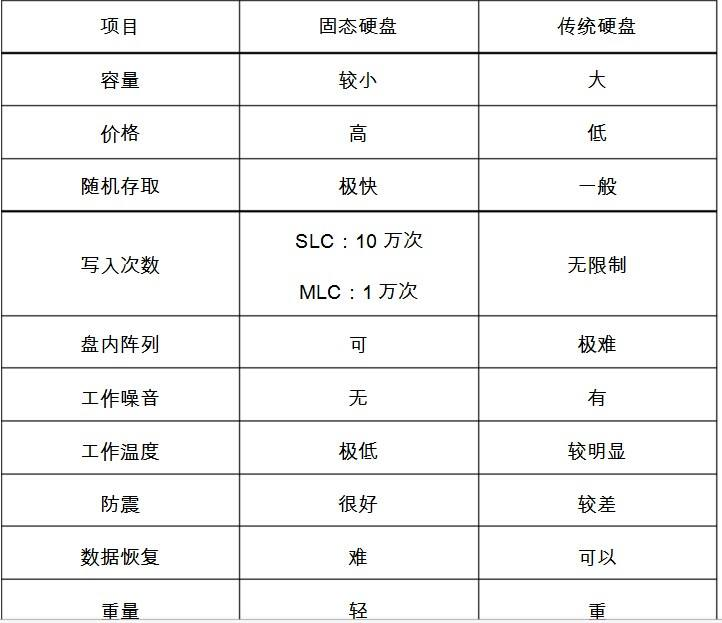 项目 固态硬盘 传统硬盘
容量 较小 大
价格 高 低
随机存取 极快 一般
写入次数 SLC：10 万次 无限制
MLC：1 万次
盘内阵列 可 极难
工作噪音 无 有
工作温度 极低 较明显
防震 很好 较差
数据恢复 难 可以
重量 轻 重